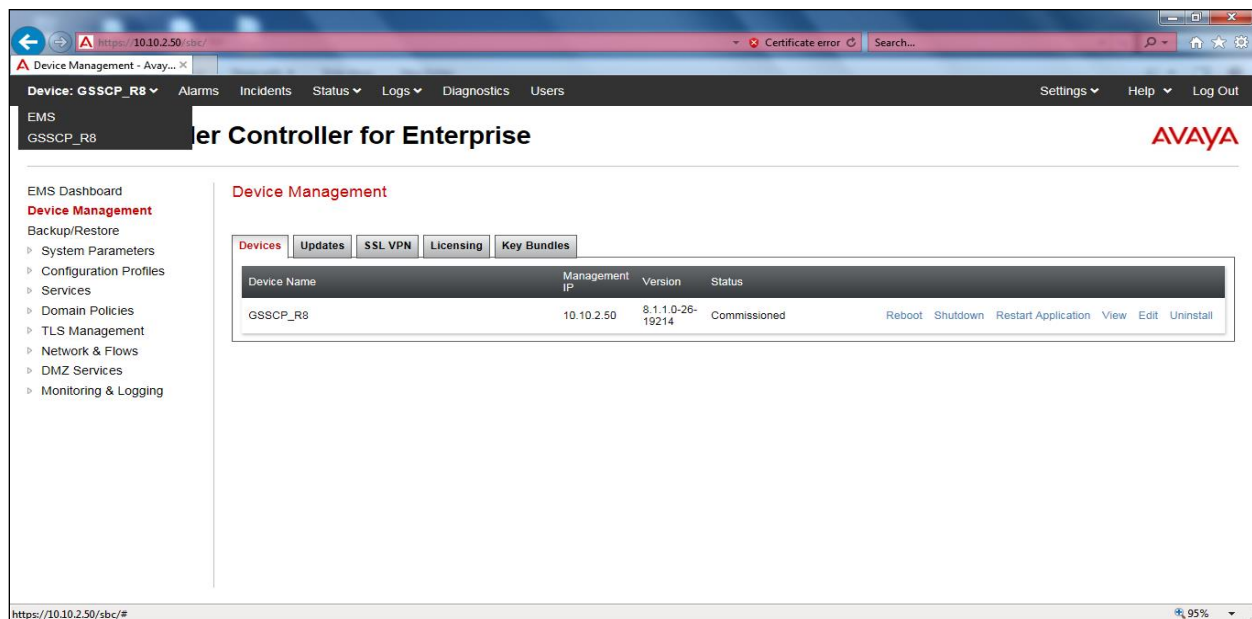 https://10.10.2.50/sbc/
Certificate error
Search...
Device Management - Avay...
Device: GSSCP_R8 Alarms Incidents Status Logs Diagnostics Users Settings Help Log Out
EMS
GSSCP_R8
ler Controller for Enterprise
AVAYA
EMS Dashboard
Device Management
Backup/Restore
System Parameters
Configuration Profiles
Services
Domain Policies
TLS Management
Network & Flows
DMZ Services
Monitoring & Logging
Device Management
Devices Updates SSL VPN Licensing Key Bundles
Device Name Management IP Version Status
GSSCP_R8 10.10.2.50 8.1.1.0-26-19214 Commissioned Reboot Shutdown Restart Application View Edit Uninstall
https://10.10.2.50/sbc/#
95%